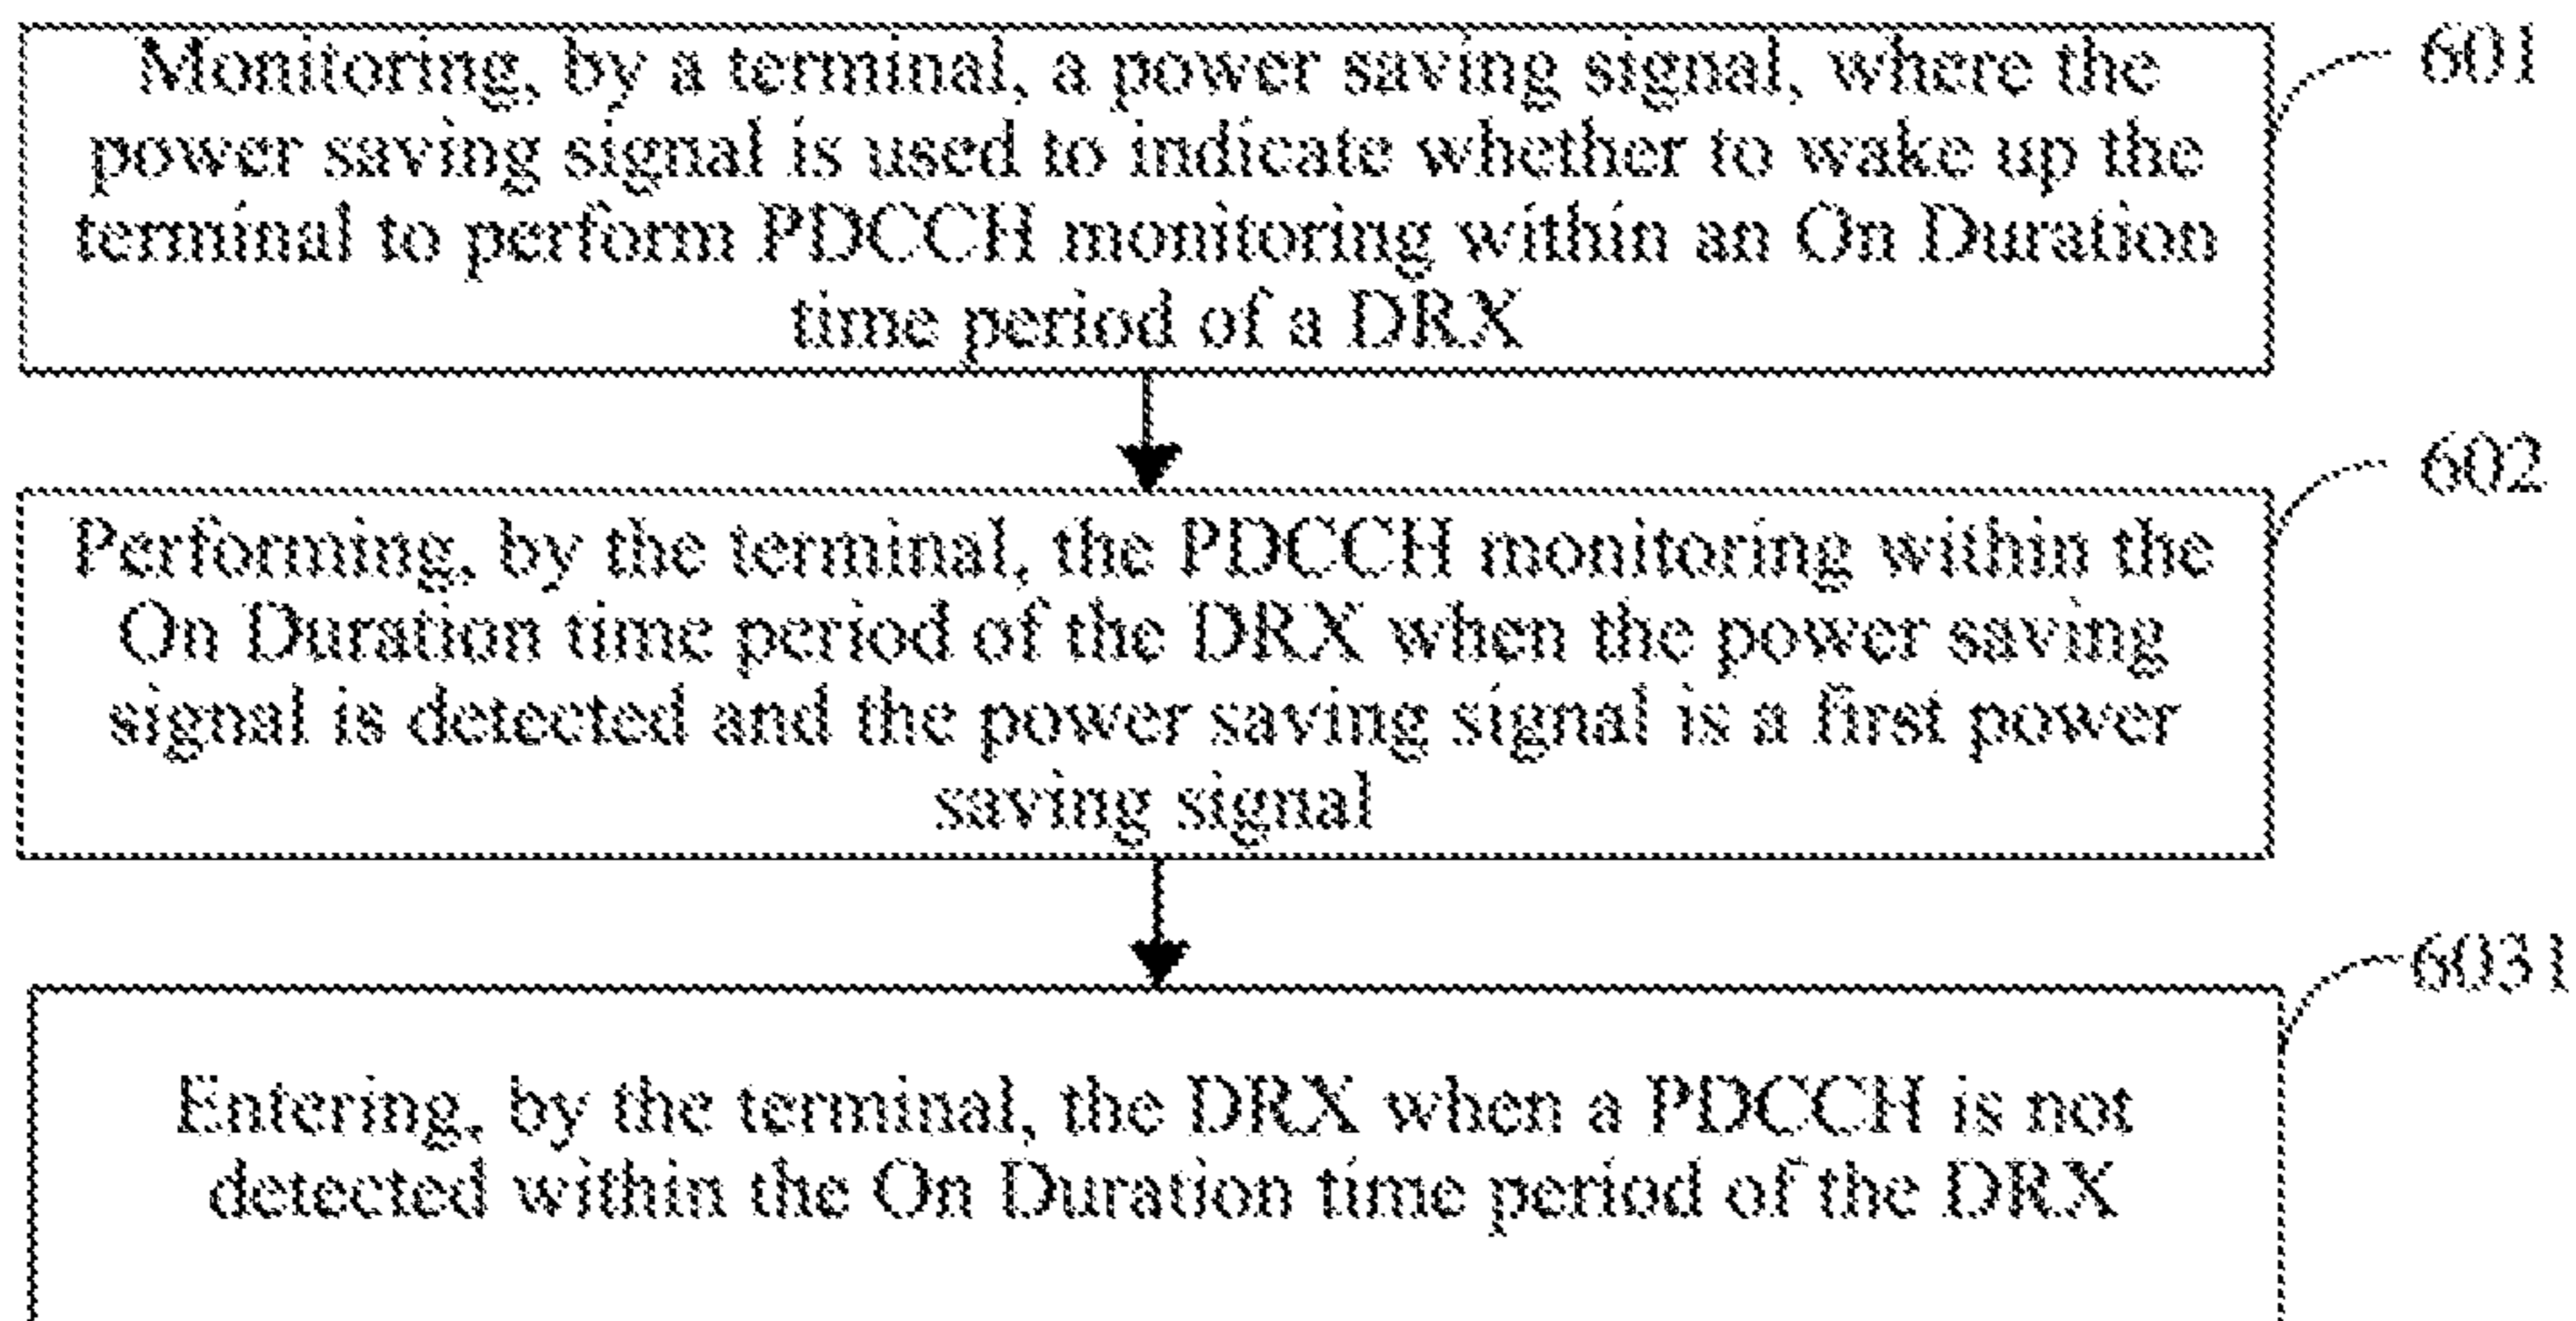 Monitoring, by a terminal, a power saving signal, where the
power saving signal is used to indicate whether to wake up the
terminal to perform PDCCH monitoring within an On Duration
time period of a DRX
601
Performing, by the terminal, the PDCCH monitoring within the
On Duration time period of the DRX when the power saving
signal is detected and the power saving signal is a first power
saving signal
602
Entering, by the terminal, the DRX when a PDCCH is not
detected within the On Duration time period of the DRX
6031